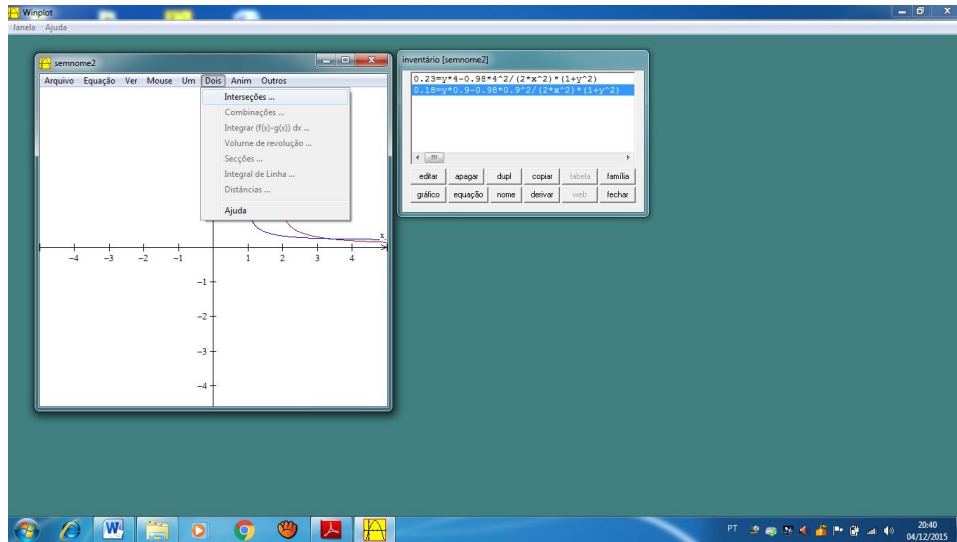 Winplot
Janela Ajuda
semnome2
Arquivo Equação Ver Mouse Um Dois Anim Outros
Interseções ...
Combinações ...
Integrar (f(x)-g(x)) dx ...
Volume de revolução ...
Secções ...
Integral de Linha ...
Distâncias ...
Ajuda
x
-4 -3 -2 -1 1 2 3 4
-1
-2
-3
-4
inventário [semnome2]
0.23=y*4-0.98*4^2/(2*x^2)*(1+y^2)
0.18=y*0.9-0.98*0.9^2/(2*x^2)*(1+y^2)
editar apagar dupl copiar tabela família
gráfico equação nome derivar web fechar
PT
20:40
04/12/2015